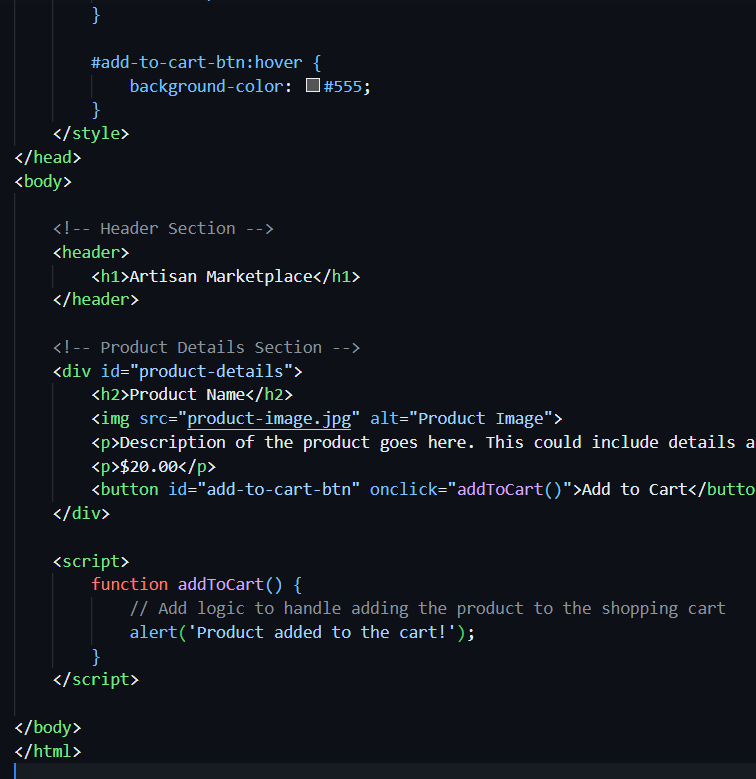 }
#add-to-cart-btn:hover {
background-color: #555;
}
</style>
</head>
<body>
<!-- Header Section -->
<header>
<h1>Artisan Marketplace</h1>
</header>
<!-- Product Details Section -->
<div id="product-details">
<h2>Product Name</h2>
<img src="product-image.jpg" alt="Product Image">
<p>Description of the product goes here. This could include details a
<p>$20.00</p>
<button id="add-to-cart-btn" onclick="addToCart()">Add to Cart</butto
</div>
<script>
function addToCart() {
// Add logic to handle adding the product to the shopping cart
alert('Product added to the cart!');
}
</script>
</body>
</html>